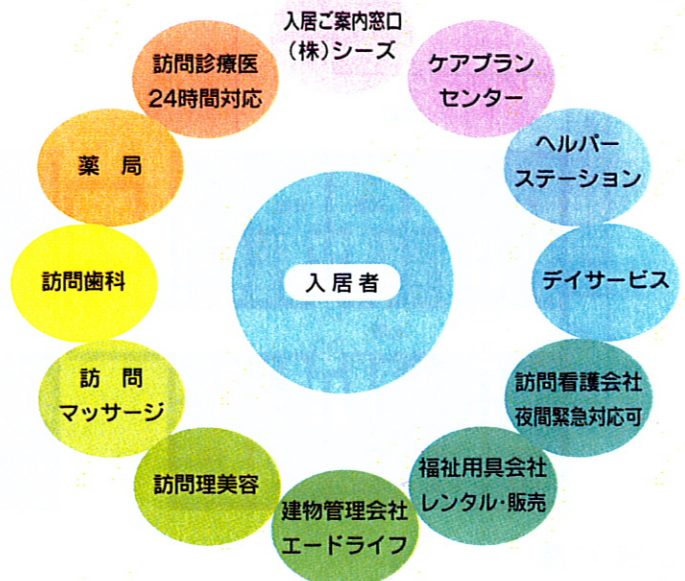 入居ご案内窓口
(株)シーズ
ケアプラン
センター
ヘルパー
ステーション
デイサービス
訪問看護会社
夜間緊急対応可
福祉用具会社
レンタル・販売
建物管理会社
エードライフ
訪問理美容
訪 問
マッサージ
訪問歯科
薬 局
訪問診療医
24時間対応
入居者